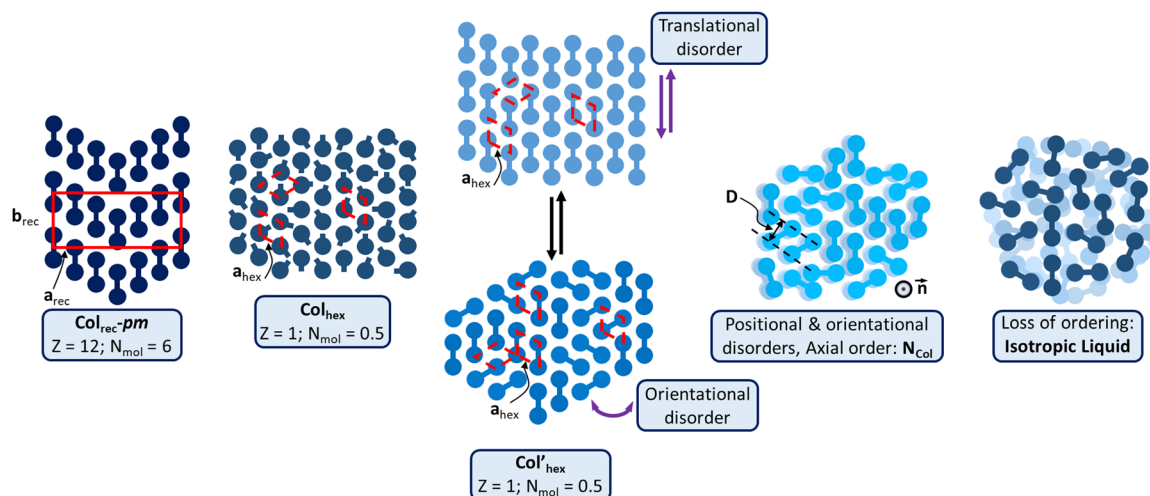 Translational
disorder
b_rec
a_rec
Col_rec-pm
Z = 12; N_mol = 6
a_hex
Col_hex
Z = 1; N_mol = 0.5
a_hex
a_hex
Orientational
disorder
Col'_hex
Z = 1; N_mol = 0.5
D
n⃗
Positional & orientational
disorders, Axial order: N_Col
Loss of ordering:
Isotropic Liquid